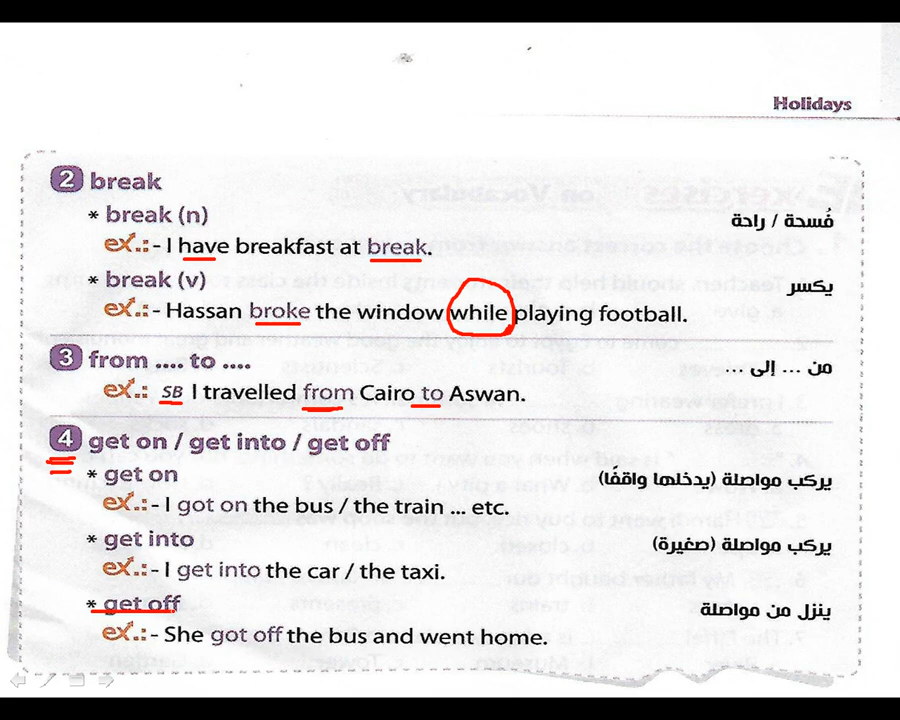 Holidays
2 break
* break (n) فُسحة / راحة
ex.:- I have breakfast at break.
* break (v) يكسر
ex.:- Hassan broke the window while playing football.
3 from .... to .... من ... إلى ...
ex.: SB I travelled from Cairo to Aswan.
4 get on / get into / get off
* get on يركب مواصلة (يدخلها واقفًا)
ex.:- I got on the bus / the train ... etc.
* get into يركب مواصلة (صغيرة)
ex.:- I get into the car / the taxi.
* get off ينزل من مواصلة
ex.:- She got off the bus and went home.